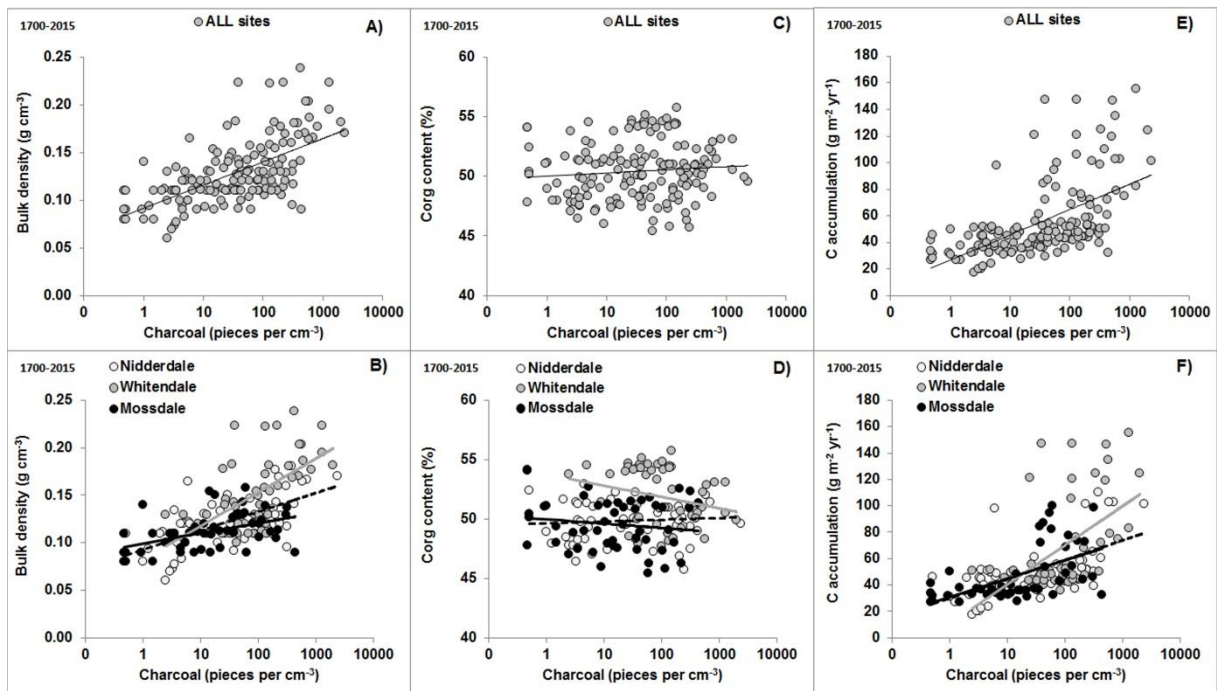 1700-2015
ALL sites
A)
Bulk density (g cm-3)
0.25
0.20
0.15
0.10
0.05
0.00
0 1 10 100 1000 10000
Charcoal (pieces per cm-3)
1700-2015
ALL sites
C)
Corg content (%)
60
55
50
45
40
0 1 10 100 1000 10000
Charcoal (pieces per cm-3)
1700-2015
ALL sites
E)
C accumulation (g m-2 yr-1)
180
160
140
120
100
80
60
40
20
0
0 1 10 100 1000 10000
Charcoal (pieces per cm-3)
1700-2015
Nidderdale
Whitendale
Mossdale
B)
Bulk density (g cm-3)
0.25
0.20
0.15
0.10
0.05
0.00
0 1 10 100 1000 10000
Charcoal (pieces per cm-3)
1700-2015
Nidderdale
Whitendale
Mossdale
D)
Corg content (%)
60
55
50
45
40
0 1 10 100 1000 10000
Charcoal (pieces per cm-3)
1700-2015
Nidderdale
Whitendale
Mossdale
F)
C accumulation (g m-2 yr-1)
180
160
140
120
100
80
60
40
20
0
0 1 10 100 1000 10000
Charcoal (pieces per cm-3)